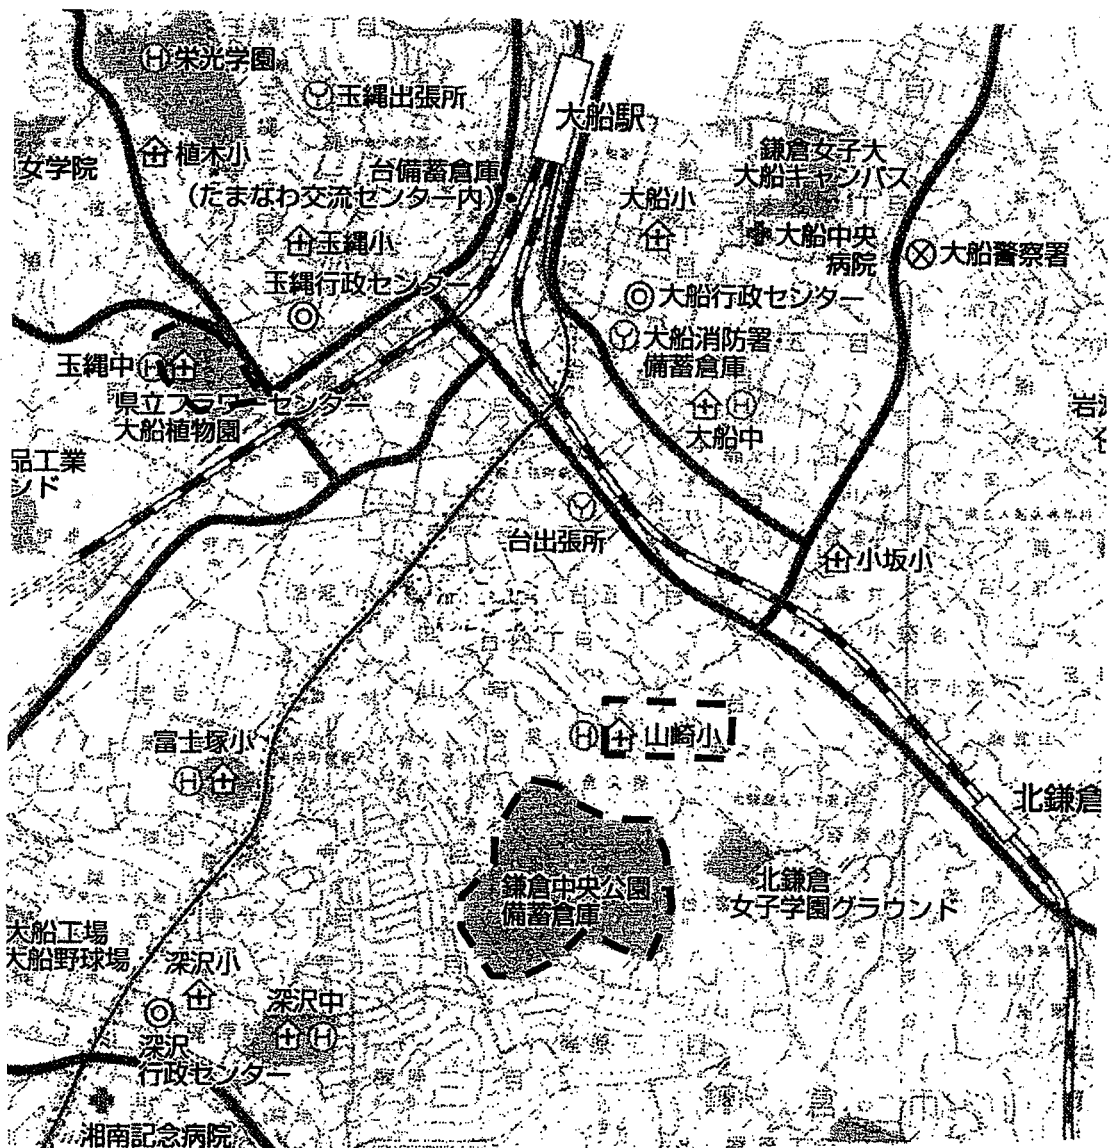 栄光学園
玉縄出張所
大船駅
植木小
女学院
台備蓄倉庫
(たまなわ交流センター内)
鎌倉女子大
大船キャンパス
大船小
玉縄小
大船中央
病院
大船警察署
玉縄行政センター
大船行政センター
大船消防署
備蓄倉庫
玉縄中
県立フラワーセンター
大船植物園
大船中
品工業
ンド
台出張所
小坂小
山崎小
富士塚小
北鎌倉
鎌倉中央公園
備蓄倉庫
北鎌倉
女子学園グラウンド
大船工場
大船野球場
深沢小
深沢中
深沢
行政センター
湘南記念病院